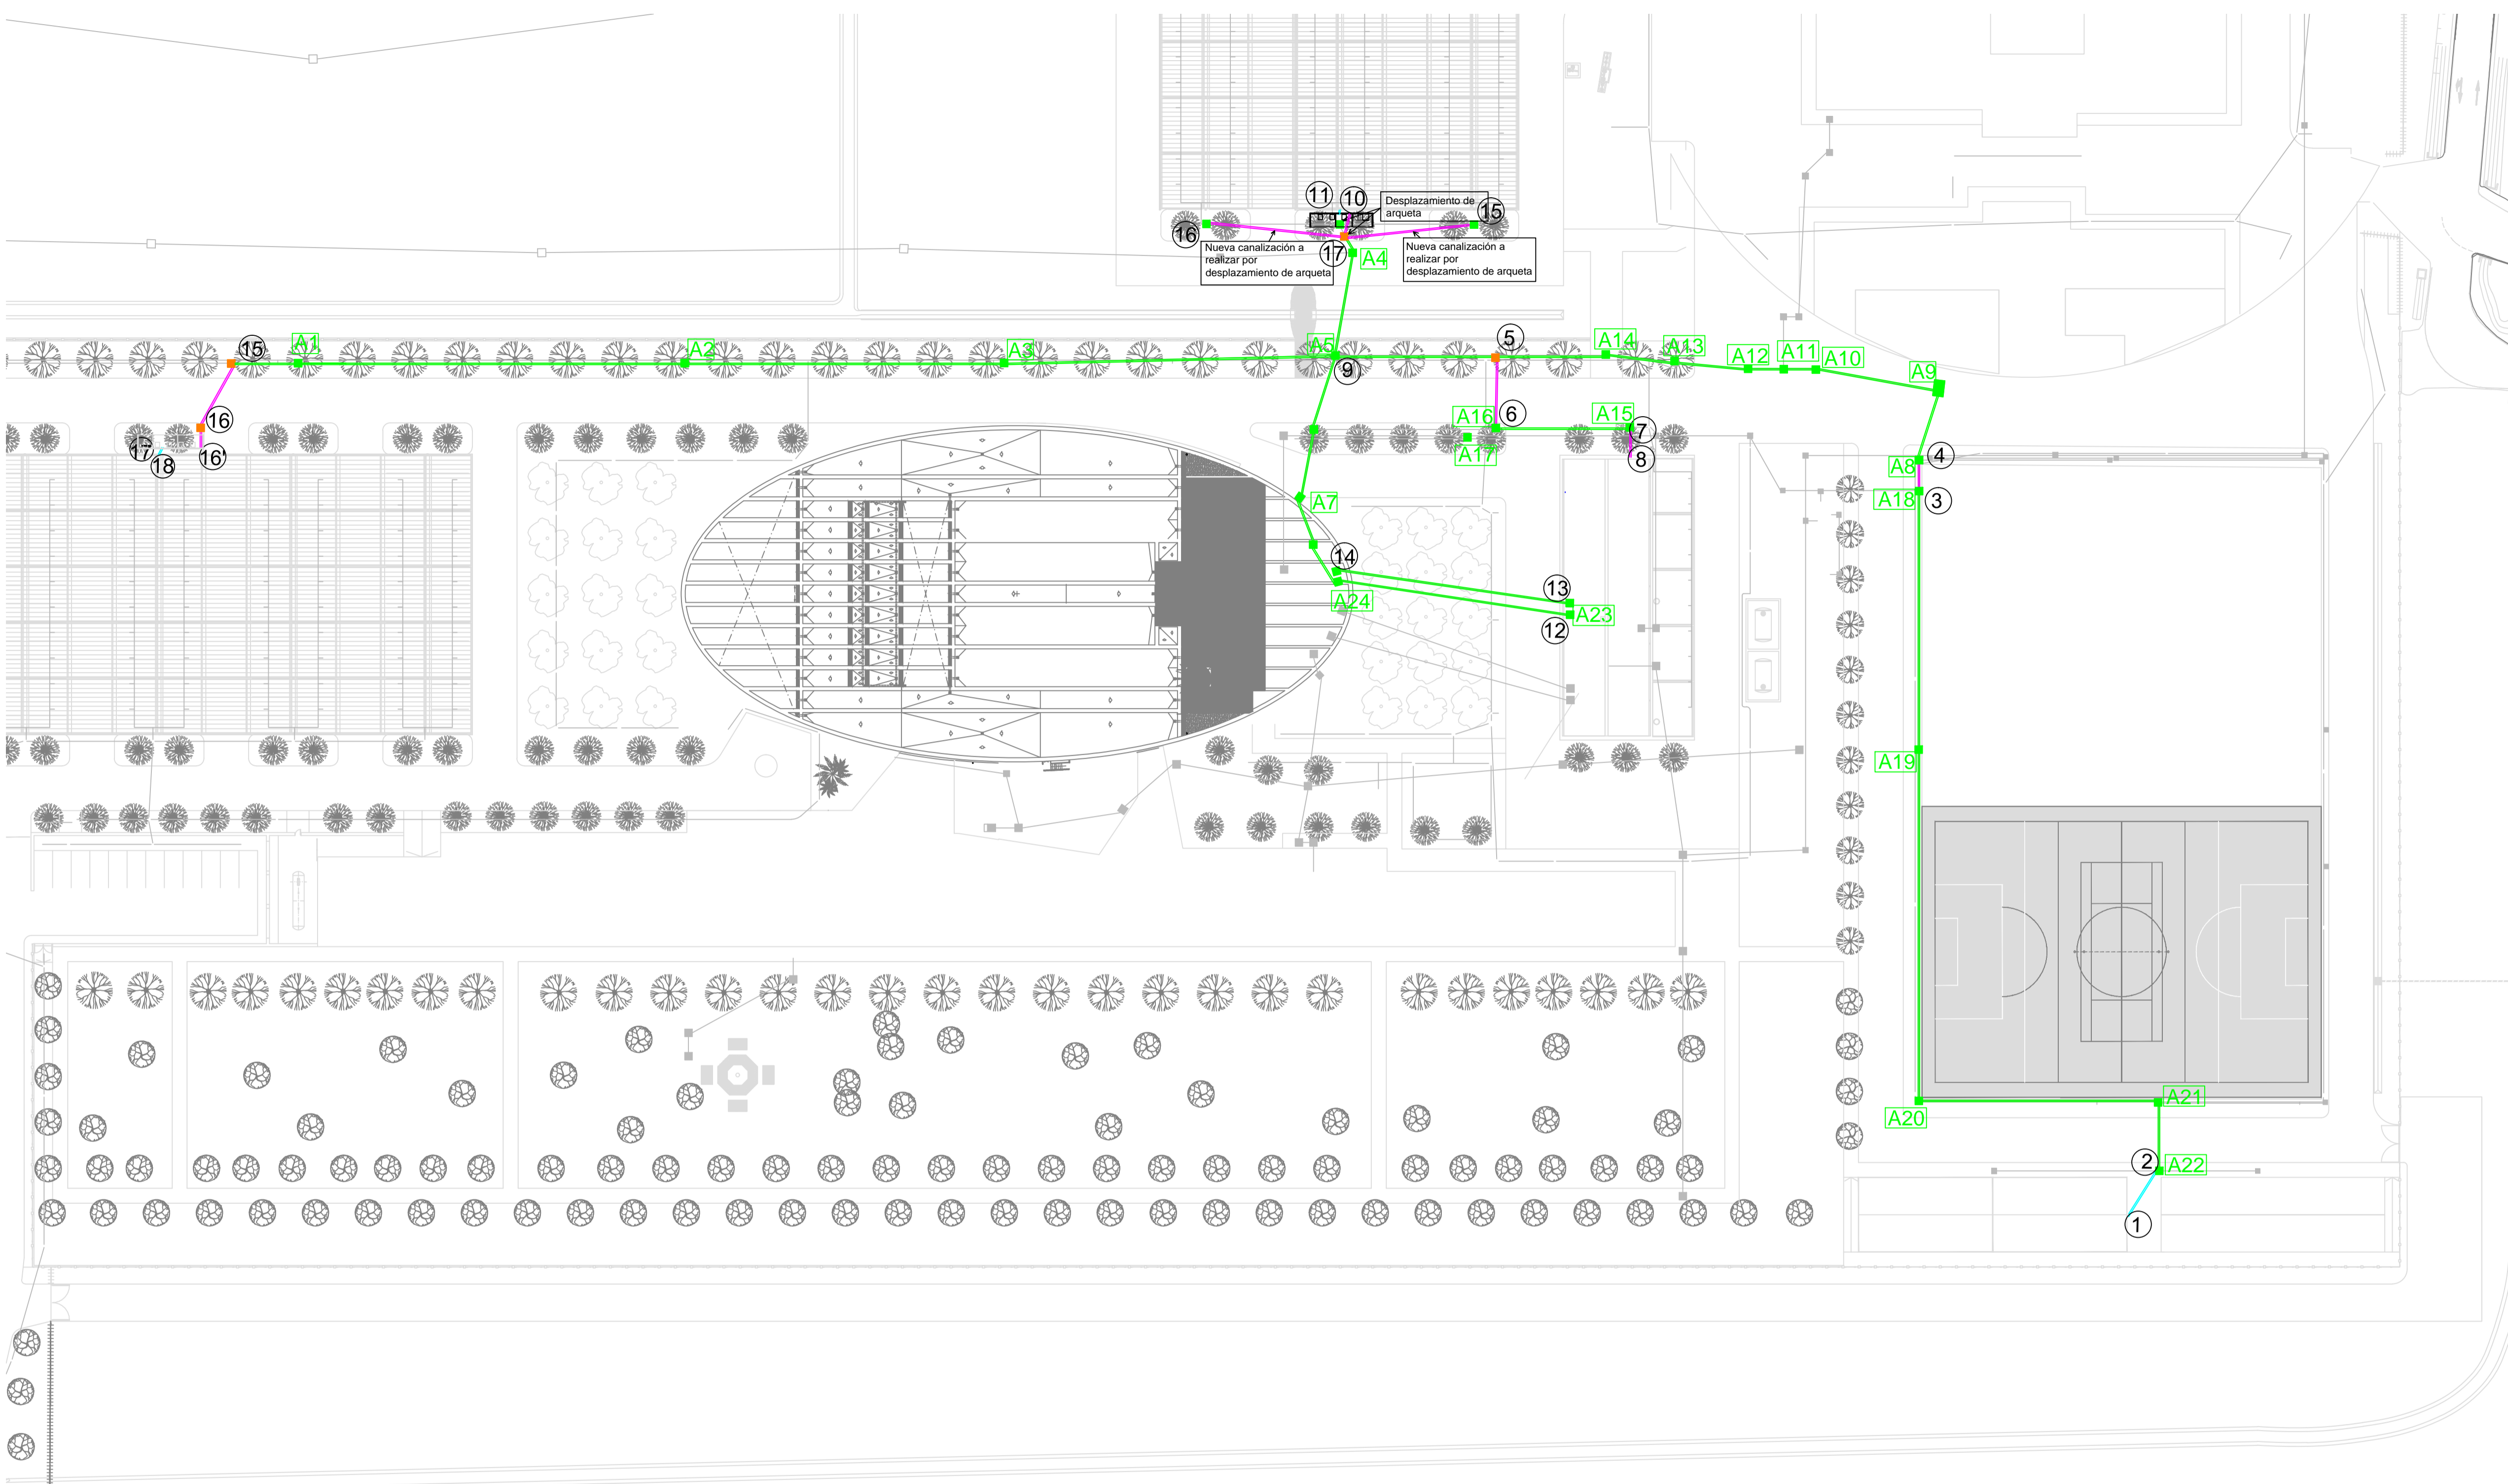 11
10
Desplazamiento de
arqueta
15
16
17
Nueva canalización a
realizar por
desplazamiento de arqueta
A4
Nueva canalización a
realizar por
desplazamiento de arqueta
15
A1
A2
A3
A5
9
5
A14
A13
A12
A11
A10
A9
16
16'
17
18
A16
6
A15
7
8
A17
A8
4
A18
3
A7
14
A24
13
A23
12
A19
A20
A21
2
A22
1